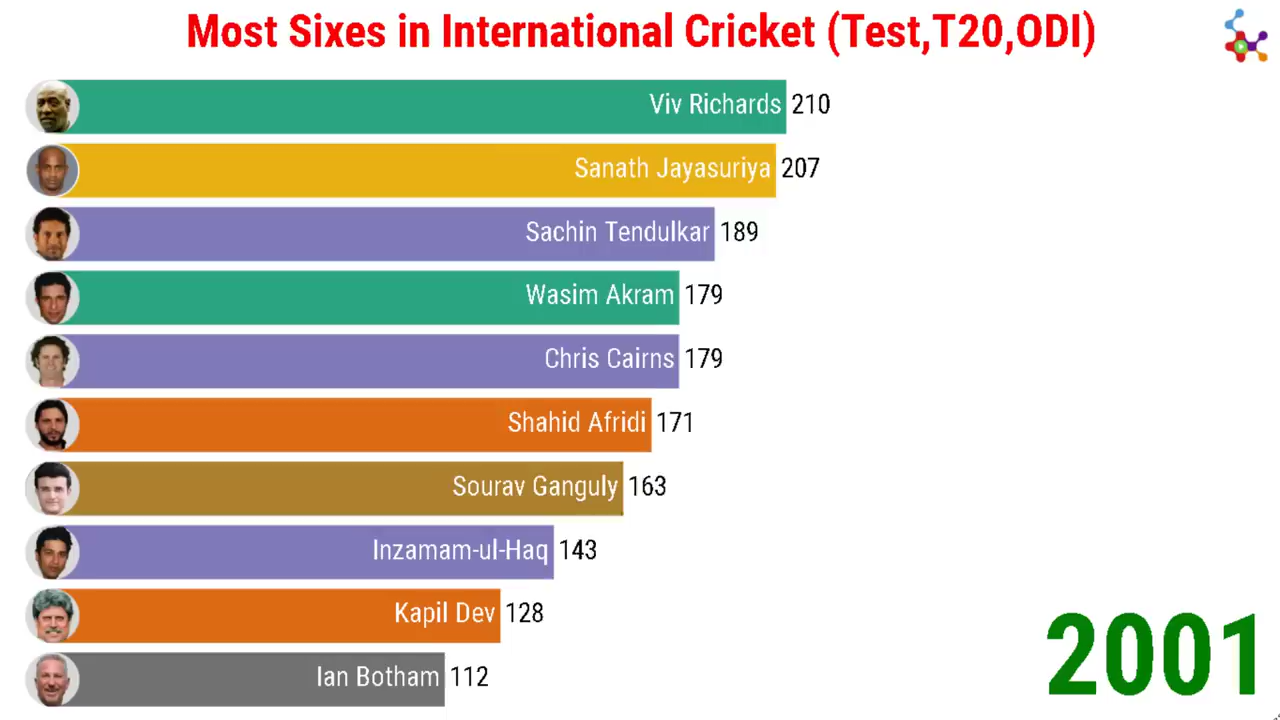 Most Sixes in International Cricket (Test,T20,ODI)
Viv Richards 210
Sanath Jayasuriya 207
Sachin Tendulkar 189
Wasim Akram 179
Chris Cairns 179
Shahid Afridi 171
Sourav Ganguly 163
Inzamam-ul-Haq 143
Kapil Dev 128
Ian Botham 112
2001